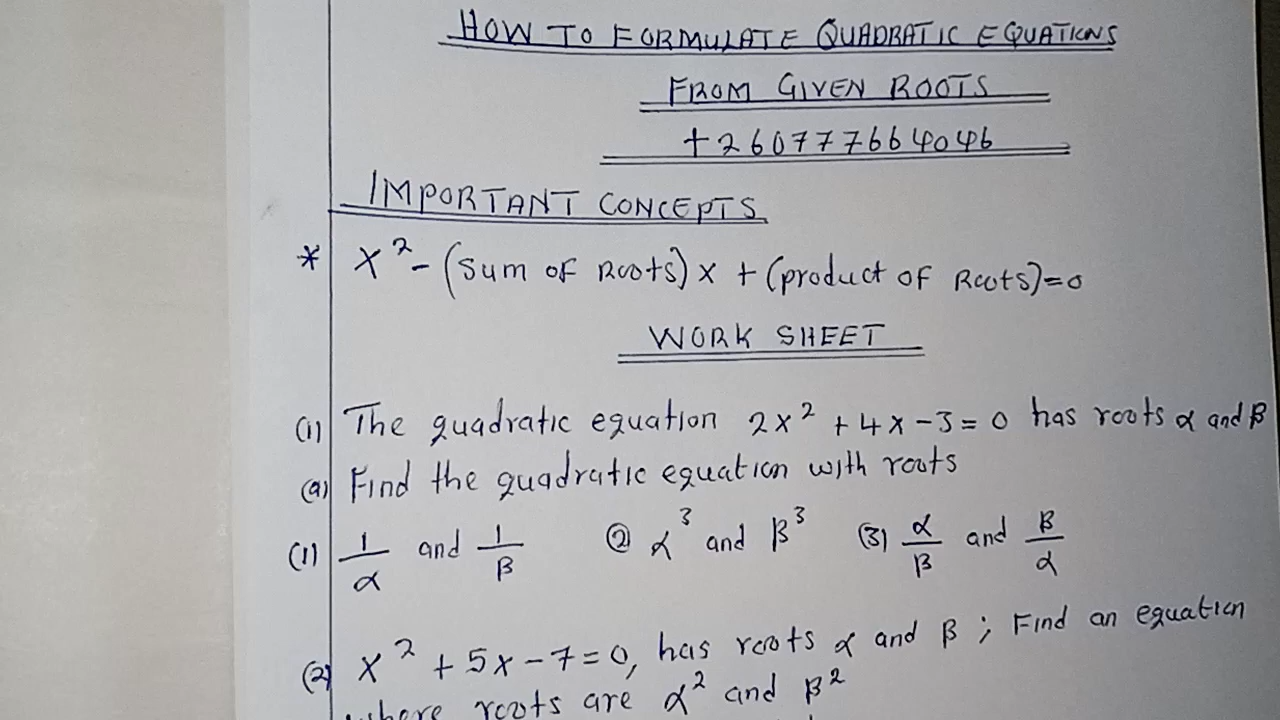 HOW TO FORMULATE QUADRATIC EQUATIONS
FROM GIVEN ROOTS
+260777664046
IMPORTANT CONCEPTS
* x² - (sum of Roots) x + (product of Roots) = 0
WORK SHEET
(1) The quadratic equation 2x² + 4x - 3 = 0 has roots α and β
(a) Find the quadratic equation with roots
(1) 1/α and 1/β ② α³ and β³ (3) α/β and β/α
(2) x² + 5x - 7 = 0, has roots α and β ; Find an equation
where roots are α² and β²